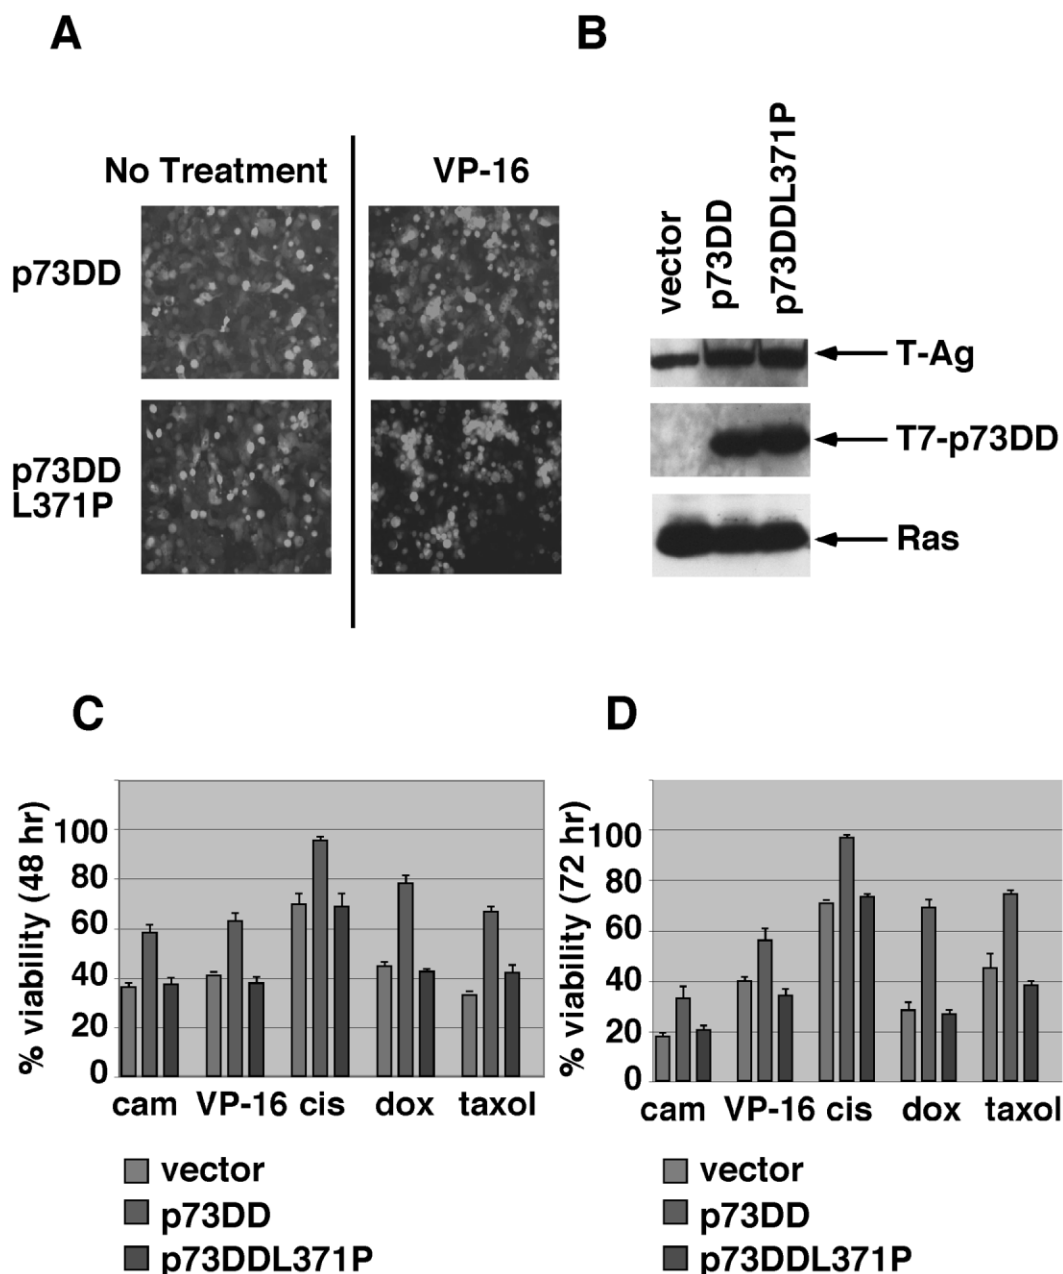 A
B
No Treatment
VP-16
p73DD
p73DD
L371P
vector
p73DD
p73DDL371P
T-Ag
T7-p73DD
Ras
C
D
% viability (48 hr)
100
80
60
40
20
0
cam VP-16 cis dox taxol
vector
p73DD
p73DDL371P
% viability (72 hr)
100
80
60
40
20
0
cam VP-16 cis dox taxol
vector
p73DD
p73DDL371P